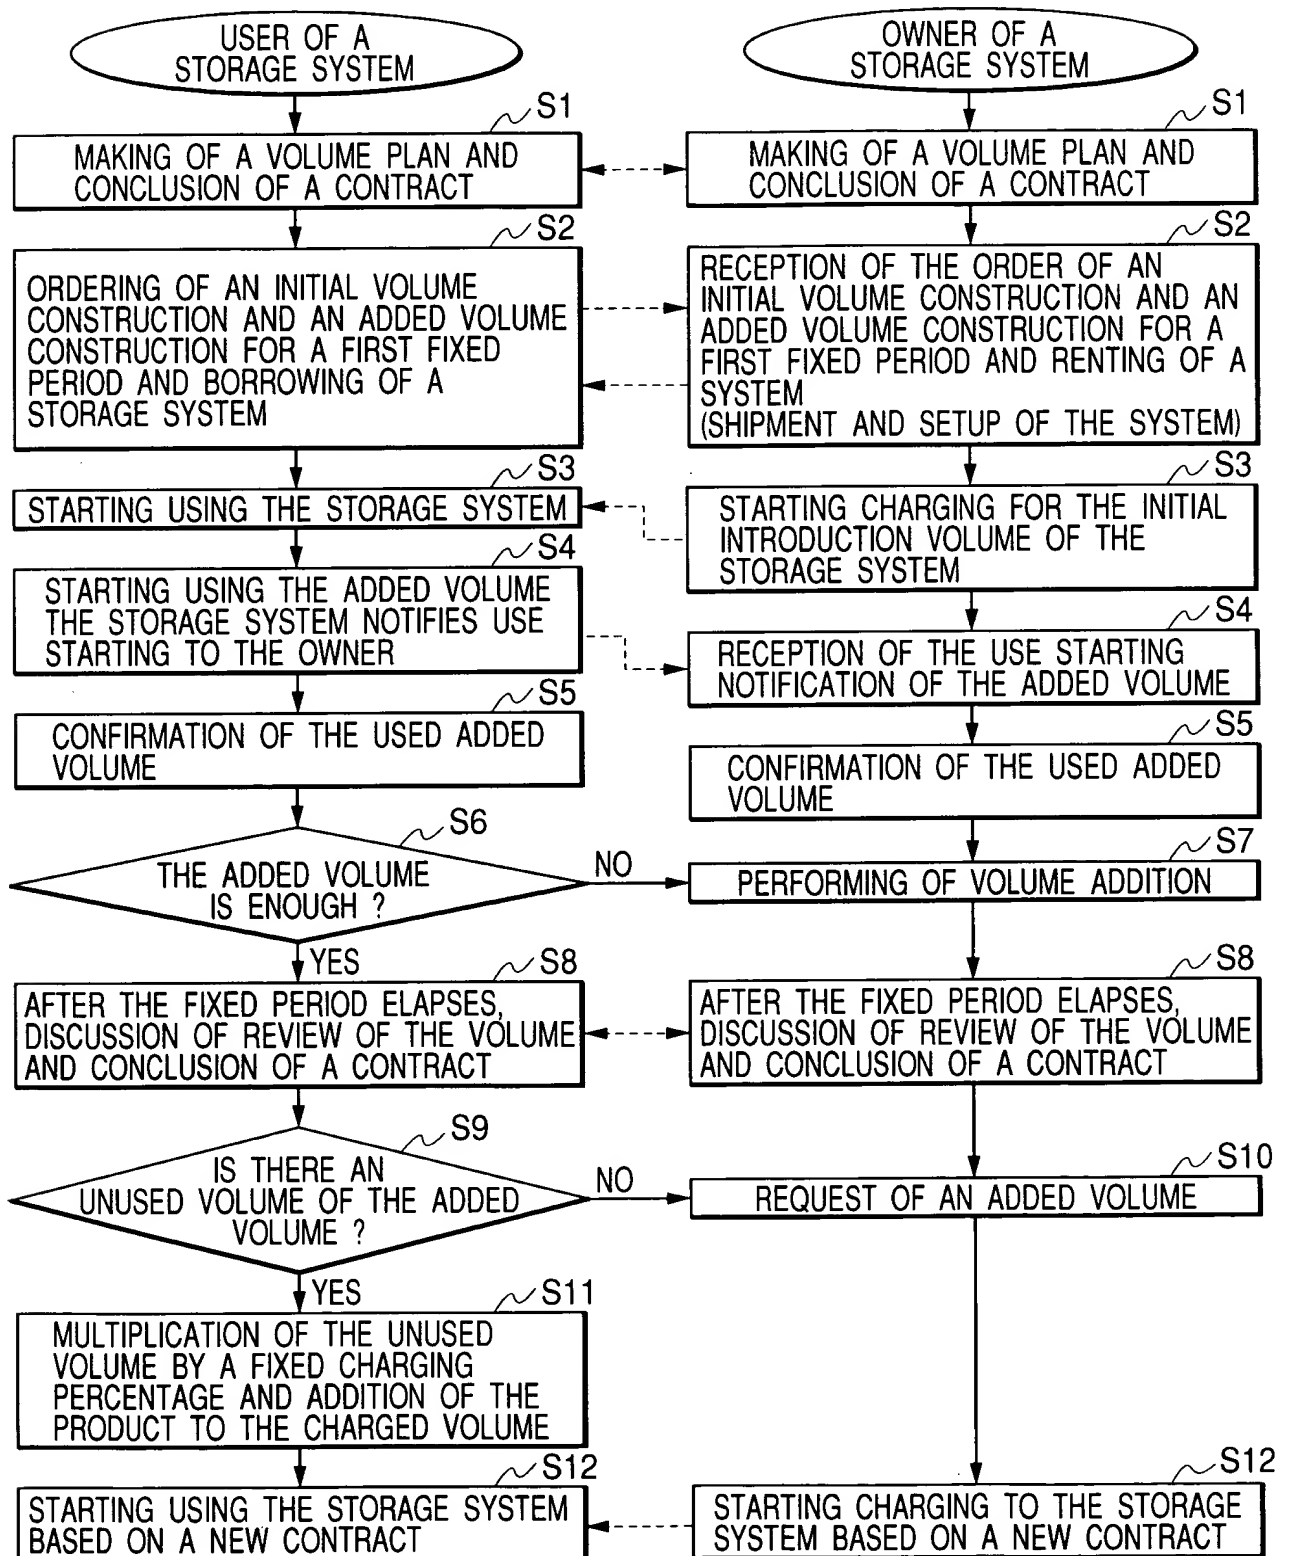 USER OF A
STORAGE SYSTEM
OWNER OF A
STORAGE SYSTEM
S1
MAKING OF A VOLUME PLAN AND
CONCLUSION OF A CONTRACT
S1
MAKING OF A VOLUME PLAN AND
CONCLUSION OF A CONTRACT
S2
ORDERING OF AN INITIAL VOLUME
CONSTRUCTION AND AN ADDED VOLUME
CONSTRUCTION FOR A FIRST FIXED
PERIOD AND BORROWING OF A
STORAGE SYSTEM
S2
RECEPTION OF THE ORDER OF AN
INITIAL VOLUME CONSTRUCTION AND AN
ADDED VOLUME CONSTRUCTION FOR A
FIRST FIXED PERIOD AND RENTING OF A
SYSTEM
(SHIPMENT AND SETUP OF THE SYSTEM)
S3
STARTING USING THE STORAGE SYSTEM
S3
STARTING CHARGING FOR THE INITIAL
INTRODUCTION VOLUME OF THE
STORAGE SYSTEM
S4
STARTING USING THE ADDED VOLUME
THE STORAGE SYSTEM NOTIFIES USE
STARTING TO THE OWNER
S4
RECEPTION OF THE USE STARTING
NOTIFICATION OF THE ADDED VOLUME
S5
CONFIRMATION OF THE USED ADDED
VOLUME
S5
CONFIRMATION OF THE USED ADDED
VOLUME
S6
THE ADDED VOLUME
IS ENOUGH ?
NO
YES
S7
PERFORMING OF VOLUME ADDITION
S8
AFTER THE FIXED PERIOD ELAPSES,
DISCUSSION OF REVIEW OF THE VOLUME
AND CONCLUSION OF A CONTRACT
S8
AFTER THE FIXED PERIOD ELAPSES,
DISCUSSION OF REVIEW OF THE VOLUME
AND CONCLUSION OF A CONTRACT
S9
IS THERE AN
UNUSED VOLUME OF THE ADDED
VOLUME ?
NO
YES
S10
REQUEST OF AN ADDED VOLUME
S11
MULTIPLICATION OF THE UNUSED
VOLUME BY A FIXED CHARGING
PERCENTAGE AND ADDITION OF THE
PRODUCT TO THE CHARGED VOLUME
S12
STARTING USING THE STORAGE SYSTEM
BASED ON A NEW CONTRACT
S12
STARTING CHARGING TO THE STORAGE
SYSTEM BASED ON A NEW CONTRACT